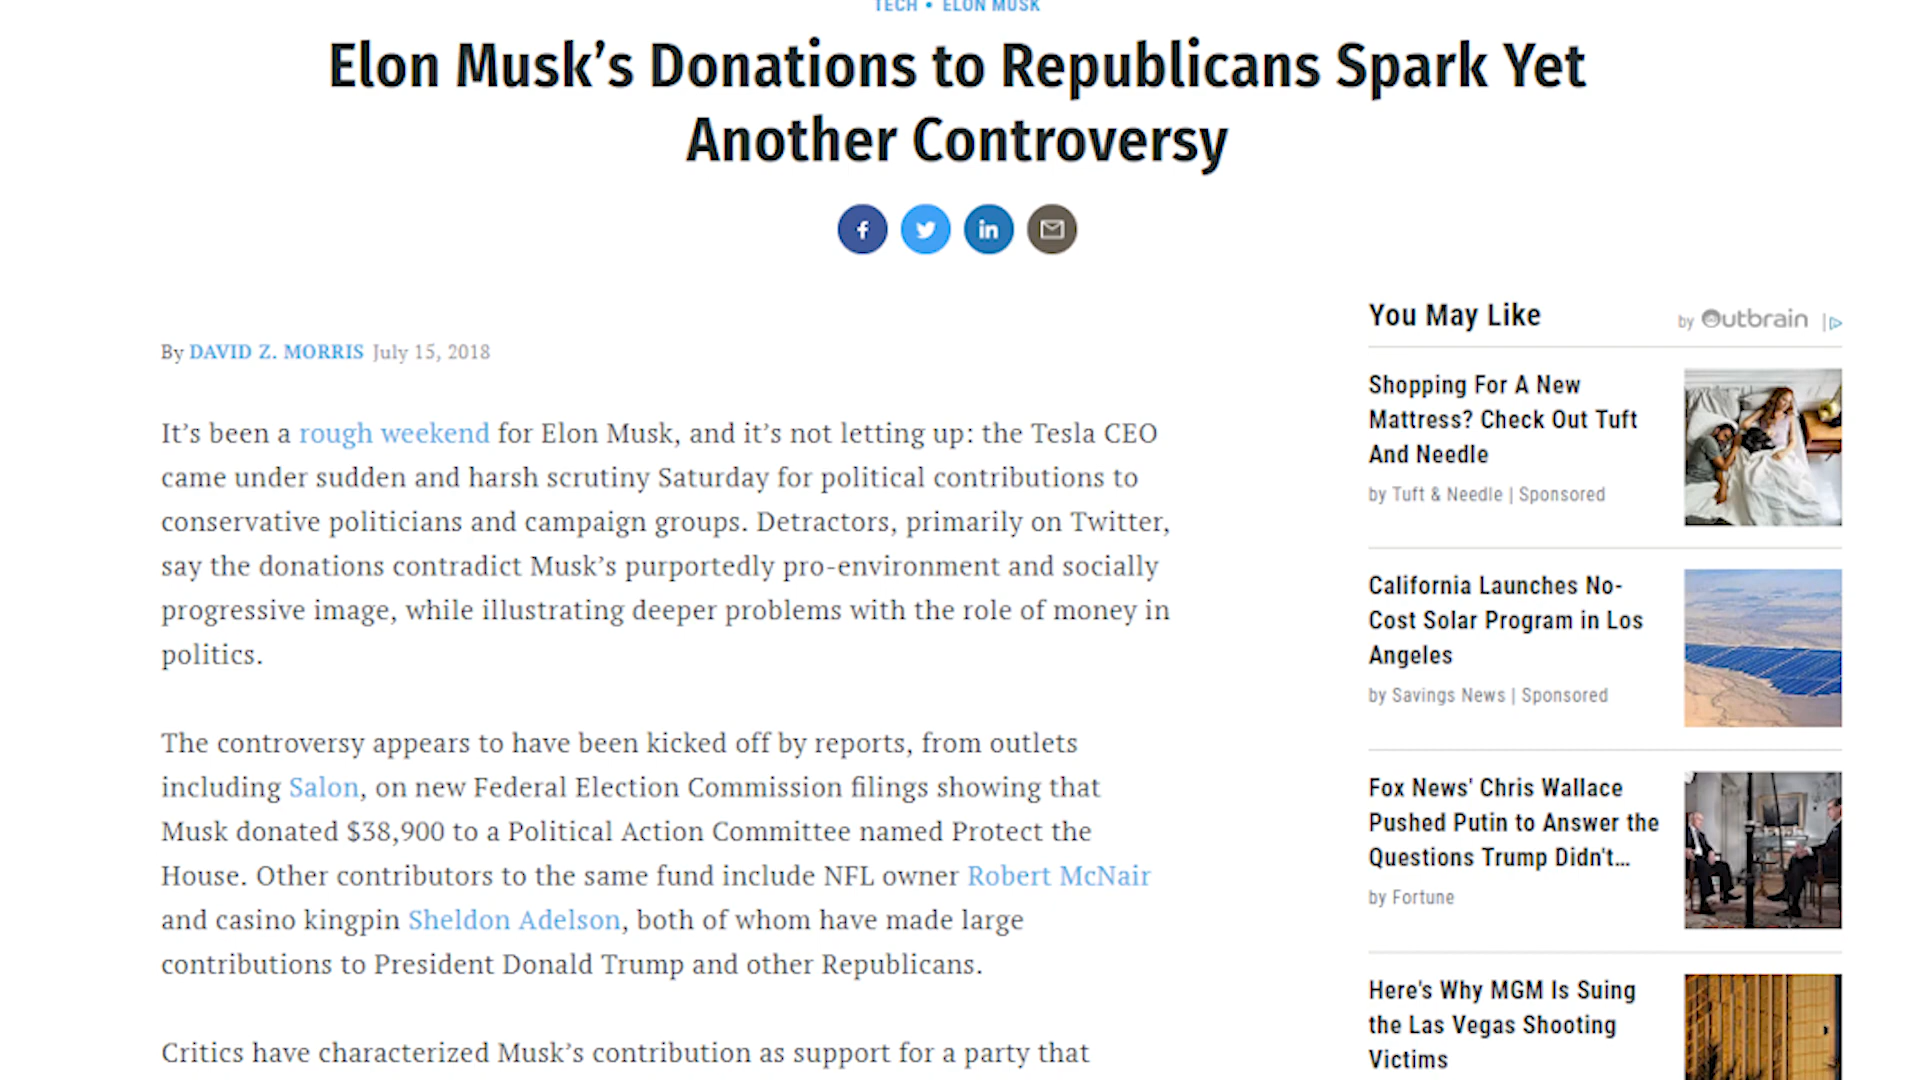 TECH • ELON MUSK
Elon Musk’s Donations to Republicans Spark Yet
Another Controversy
By DAVID Z. MORRIS July 15, 2018
It’s been a rough weekend for Elon Musk, and it’s not letting up: the Tesla CEO
came under sudden and harsh scrutiny Saturday for political contributions to
conservative politicians and campaign groups. Detractors, primarily on Twitter,
say the donations contradict Musk’s purportedly pro-environment and socially
progressive image, while illustrating deeper problems with the role of money in
politics.
The controversy appears to have been kicked off by reports, from outlets
including Salon, on new Federal Election Commission filings showing that
Musk donated $38,900 to a Political Action Committee named Protect the
House. Other contributors to the same fund include NFL owner Robert McNair
and casino kingpin Sheldon Adelson, both of whom have made large
contributions to President Donald Trump and other Republicans.
Critics have characterized Musk’s contribution as support for a party that
You May Like
by Outbrain
Shopping For A New
Mattress? Check Out Tuft
And Needle
by Tuft & Needle | Sponsored
California Launches No-
Cost Solar Program in Los
Angeles
by Savings News | Sponsored
Fox News' Chris Wallace
Pushed Putin to Answer the
Questions Trump Didn't...
by Fortune
Here's Why MGM Is Suing
the Las Vegas Shooting
Victims